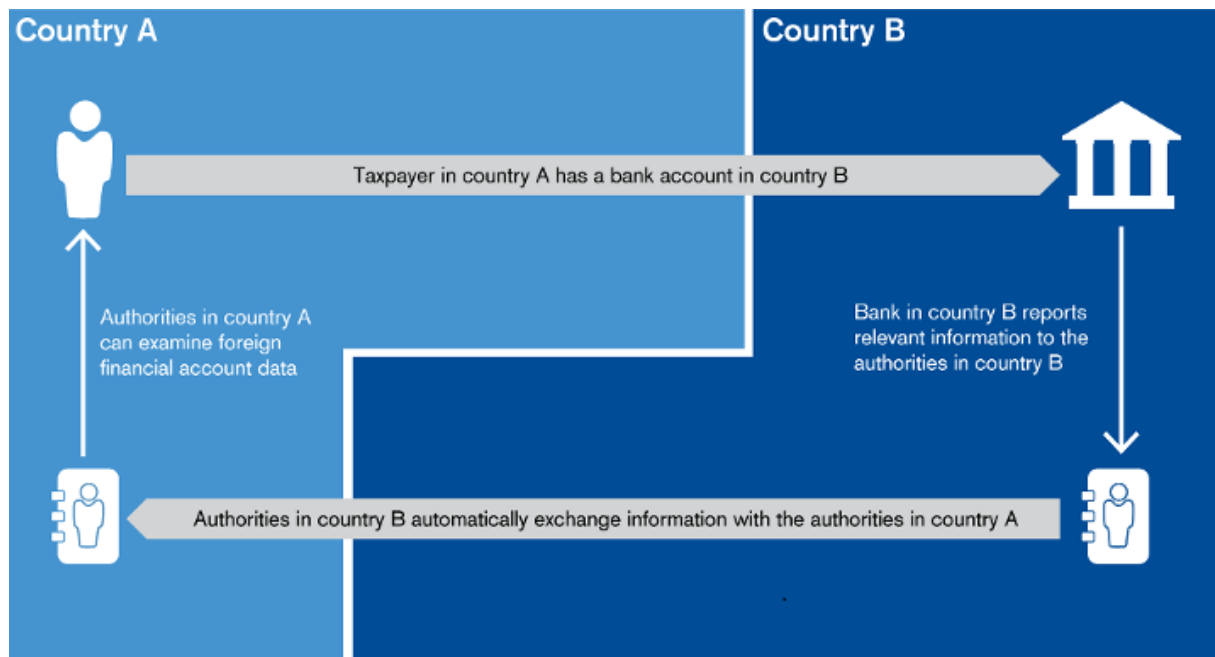 Country A
Country B
Taxpayer in country A has a bank account in country B
Authorities in country A
can examine foreign
financial account data
Bank in country B reports
relevant information to the
authorities in country B
Authorities in country B automatically exchange information with the authorities in country A